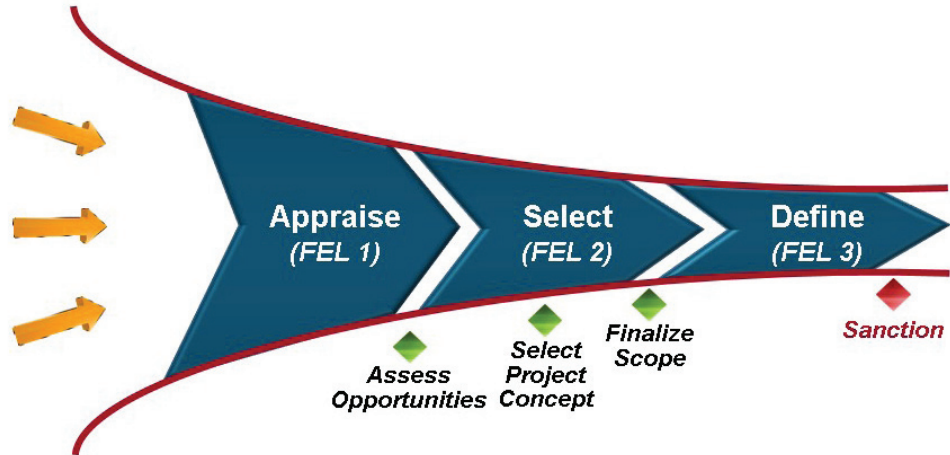 Appraise
(FEL 1)
Select
(FEL 2)
Define
(FEL 3)
Assess
Opportunities
Select
Project
Concept
Finalize
Scope
Sanction